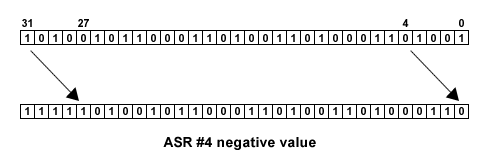 31 27 4 0
1 0 1 0 0 1 0 1 1 0 0 0 1 1 0 1 0 0 1 1 0 1 0 0 0 1 1 0 1 0 0 1
1 1 1 1 1 0 1 0 0 1 0 1 1 0 0 0 1 1 0 1 0 0 1 1 0 1 0 0 0 1 1 0
ASR #4 negative value